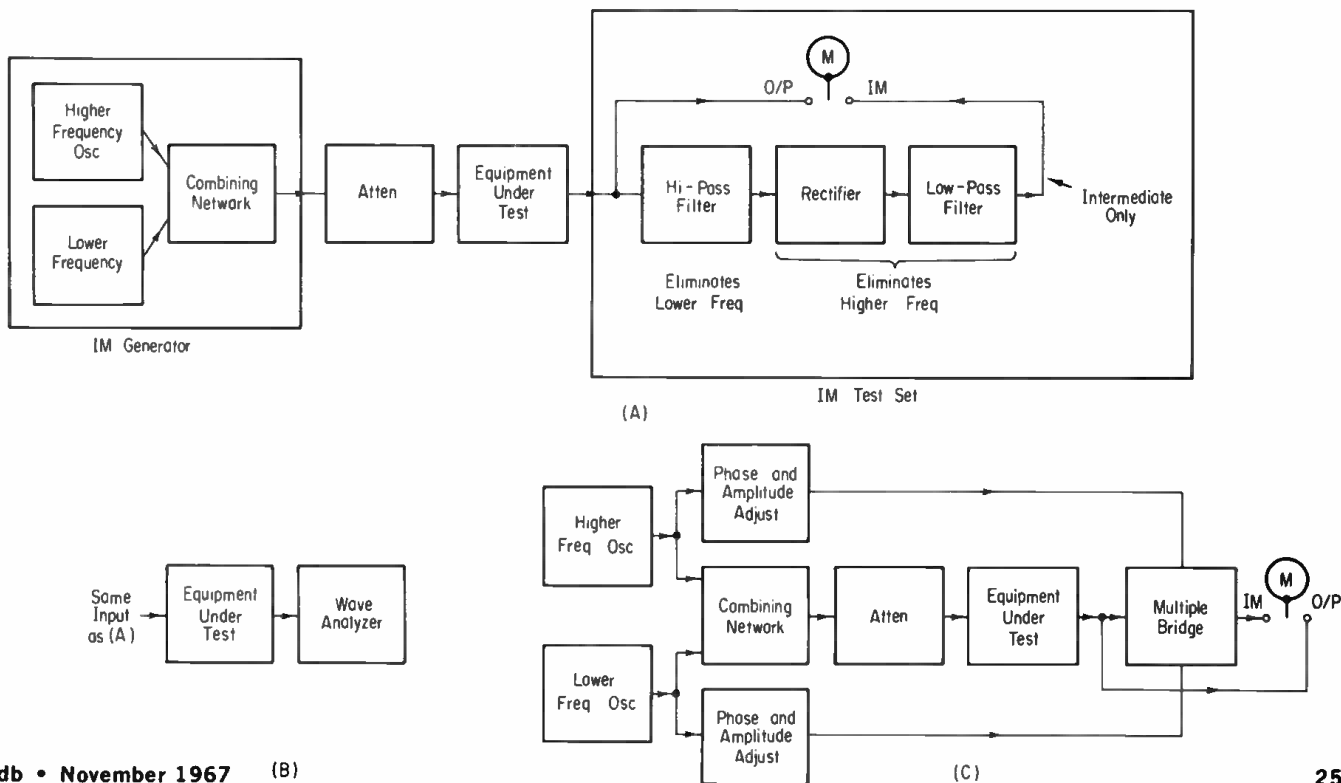 Higher
Frequency
Osc
Lower
Frequency
Combining
Network
IM Generator
Atten
Equipment
Under
Test
O/P
M
IM
Hi-Pass
Filter
Rectifier
Low-Pass
Filter
Intermediate
Only
Eliminates
Lower Freq
Eliminates
Higher Freq
IM Test Set
(A)
Same
Input
as (A)
Equipment
Under
Test
Wave
Analyzer
(B)
Higher
Freq Osc
Lower
Freq Osc
Phase and
Amplitude
Adjust
Combining
Network
Phase and
Amplitude
Adjust
Atten
Equipment
Under
Test
Multiple
Bridge
IM
M
O/P
(C)
db • November 1967
25